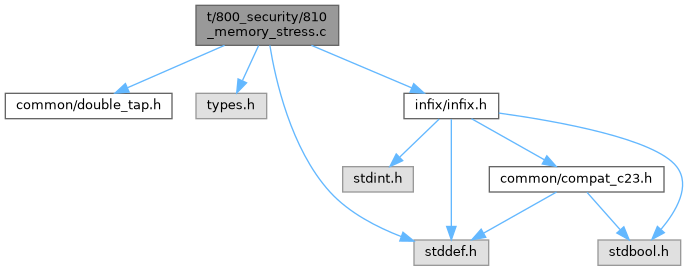 t/800_security/810
_memory_stress.c
common/double_tap.h
types.h
infix/infix.h
stdint.h
common/compat_c23.h
stddef.h
stdbool.h